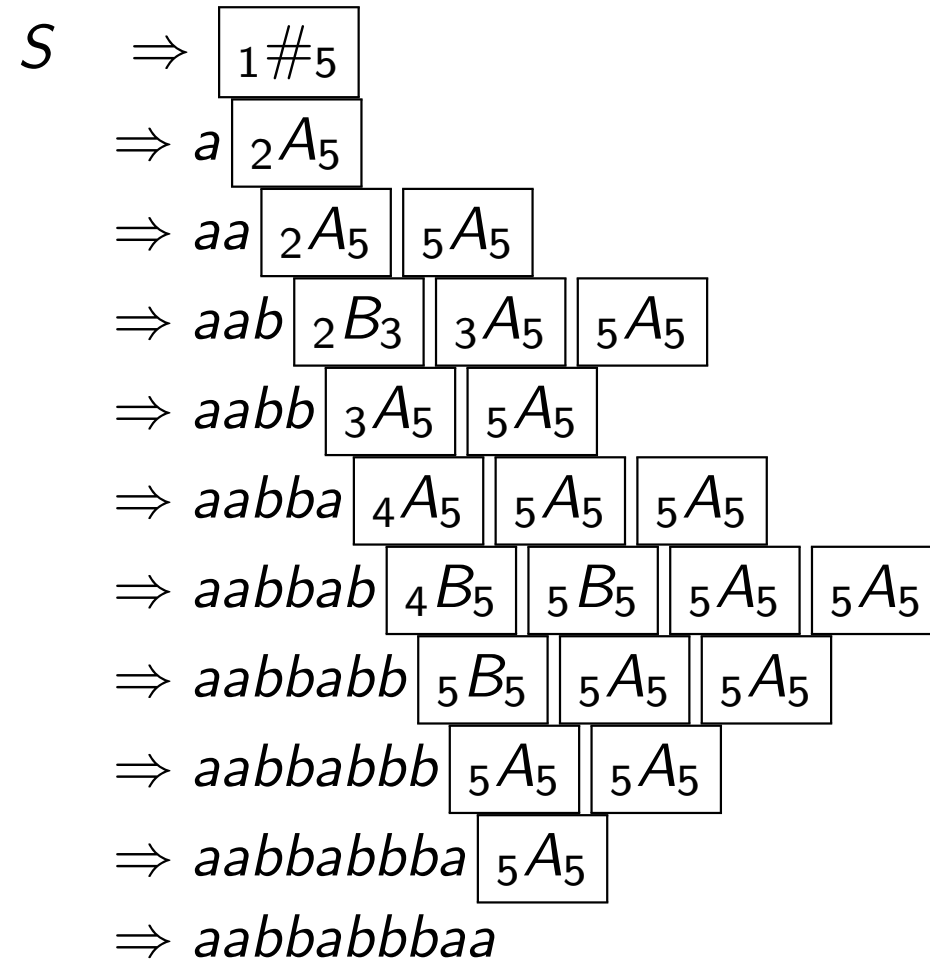 S ⇒ ₁#₅
⇒ a ₂A₅
⇒ aa ₂A₅ ₅A₅
⇒ aab ₂B₃ ₃A₅ ₅A₅
⇒ aabb ₃A₅ ₅A₅
⇒ aabba ₄A₅ ₅A₅ ₅A₅
⇒ aabbab ₄B₅ ₅B₅ ₅A₅ ₅A₅
⇒ aabbabb ₅B₅ ₅A₅ ₅A₅
⇒ aabbabbb ₅A₅ ₅A₅
⇒ aabbabbba ₅A₅
⇒ aabbabbbaa